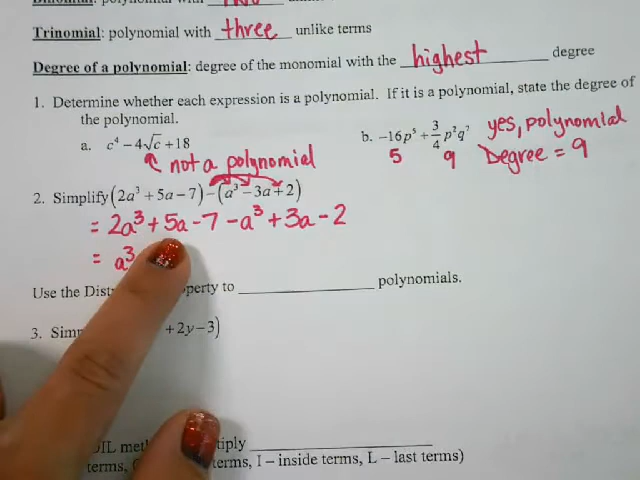 polynomial with
Trinomial: polynomial with three unlike terms
Degree of a polynomial: degree of the monomial with the highest degree
1. Determine whether each expression is a polynomial. If it is a polynomial, state the degree of
the polynomial.
a. c⁴ − 4√c + 18
not a polynomial
b. −16p⁵ + 3/4 p²q⁷
5 9
yes, polynomial
Degree = 9
2. Simplify (2a³ + 5a − 7) − (a³ − 3a + 2)
= 2a³ + 5a − 7 − a³ + 3a − 2
= a³
Use the property to ______ polynomials.
3. + 2y − 3)
terms, terms, I – inside terms, L – last terms)